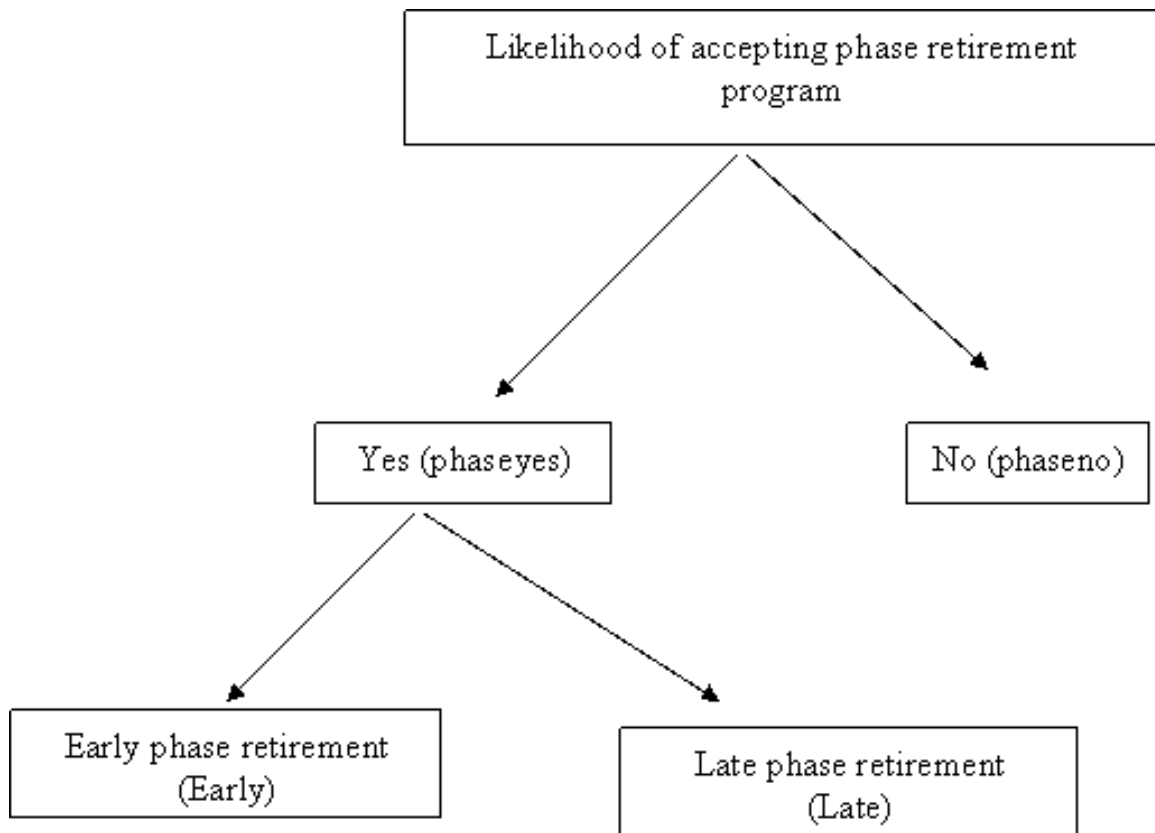 Likelihood of accepting phase retirement
program
Yes (phaseyes)
No (phaseno)
Early phase retirement
(Early)
Late phase retirement
(Late)